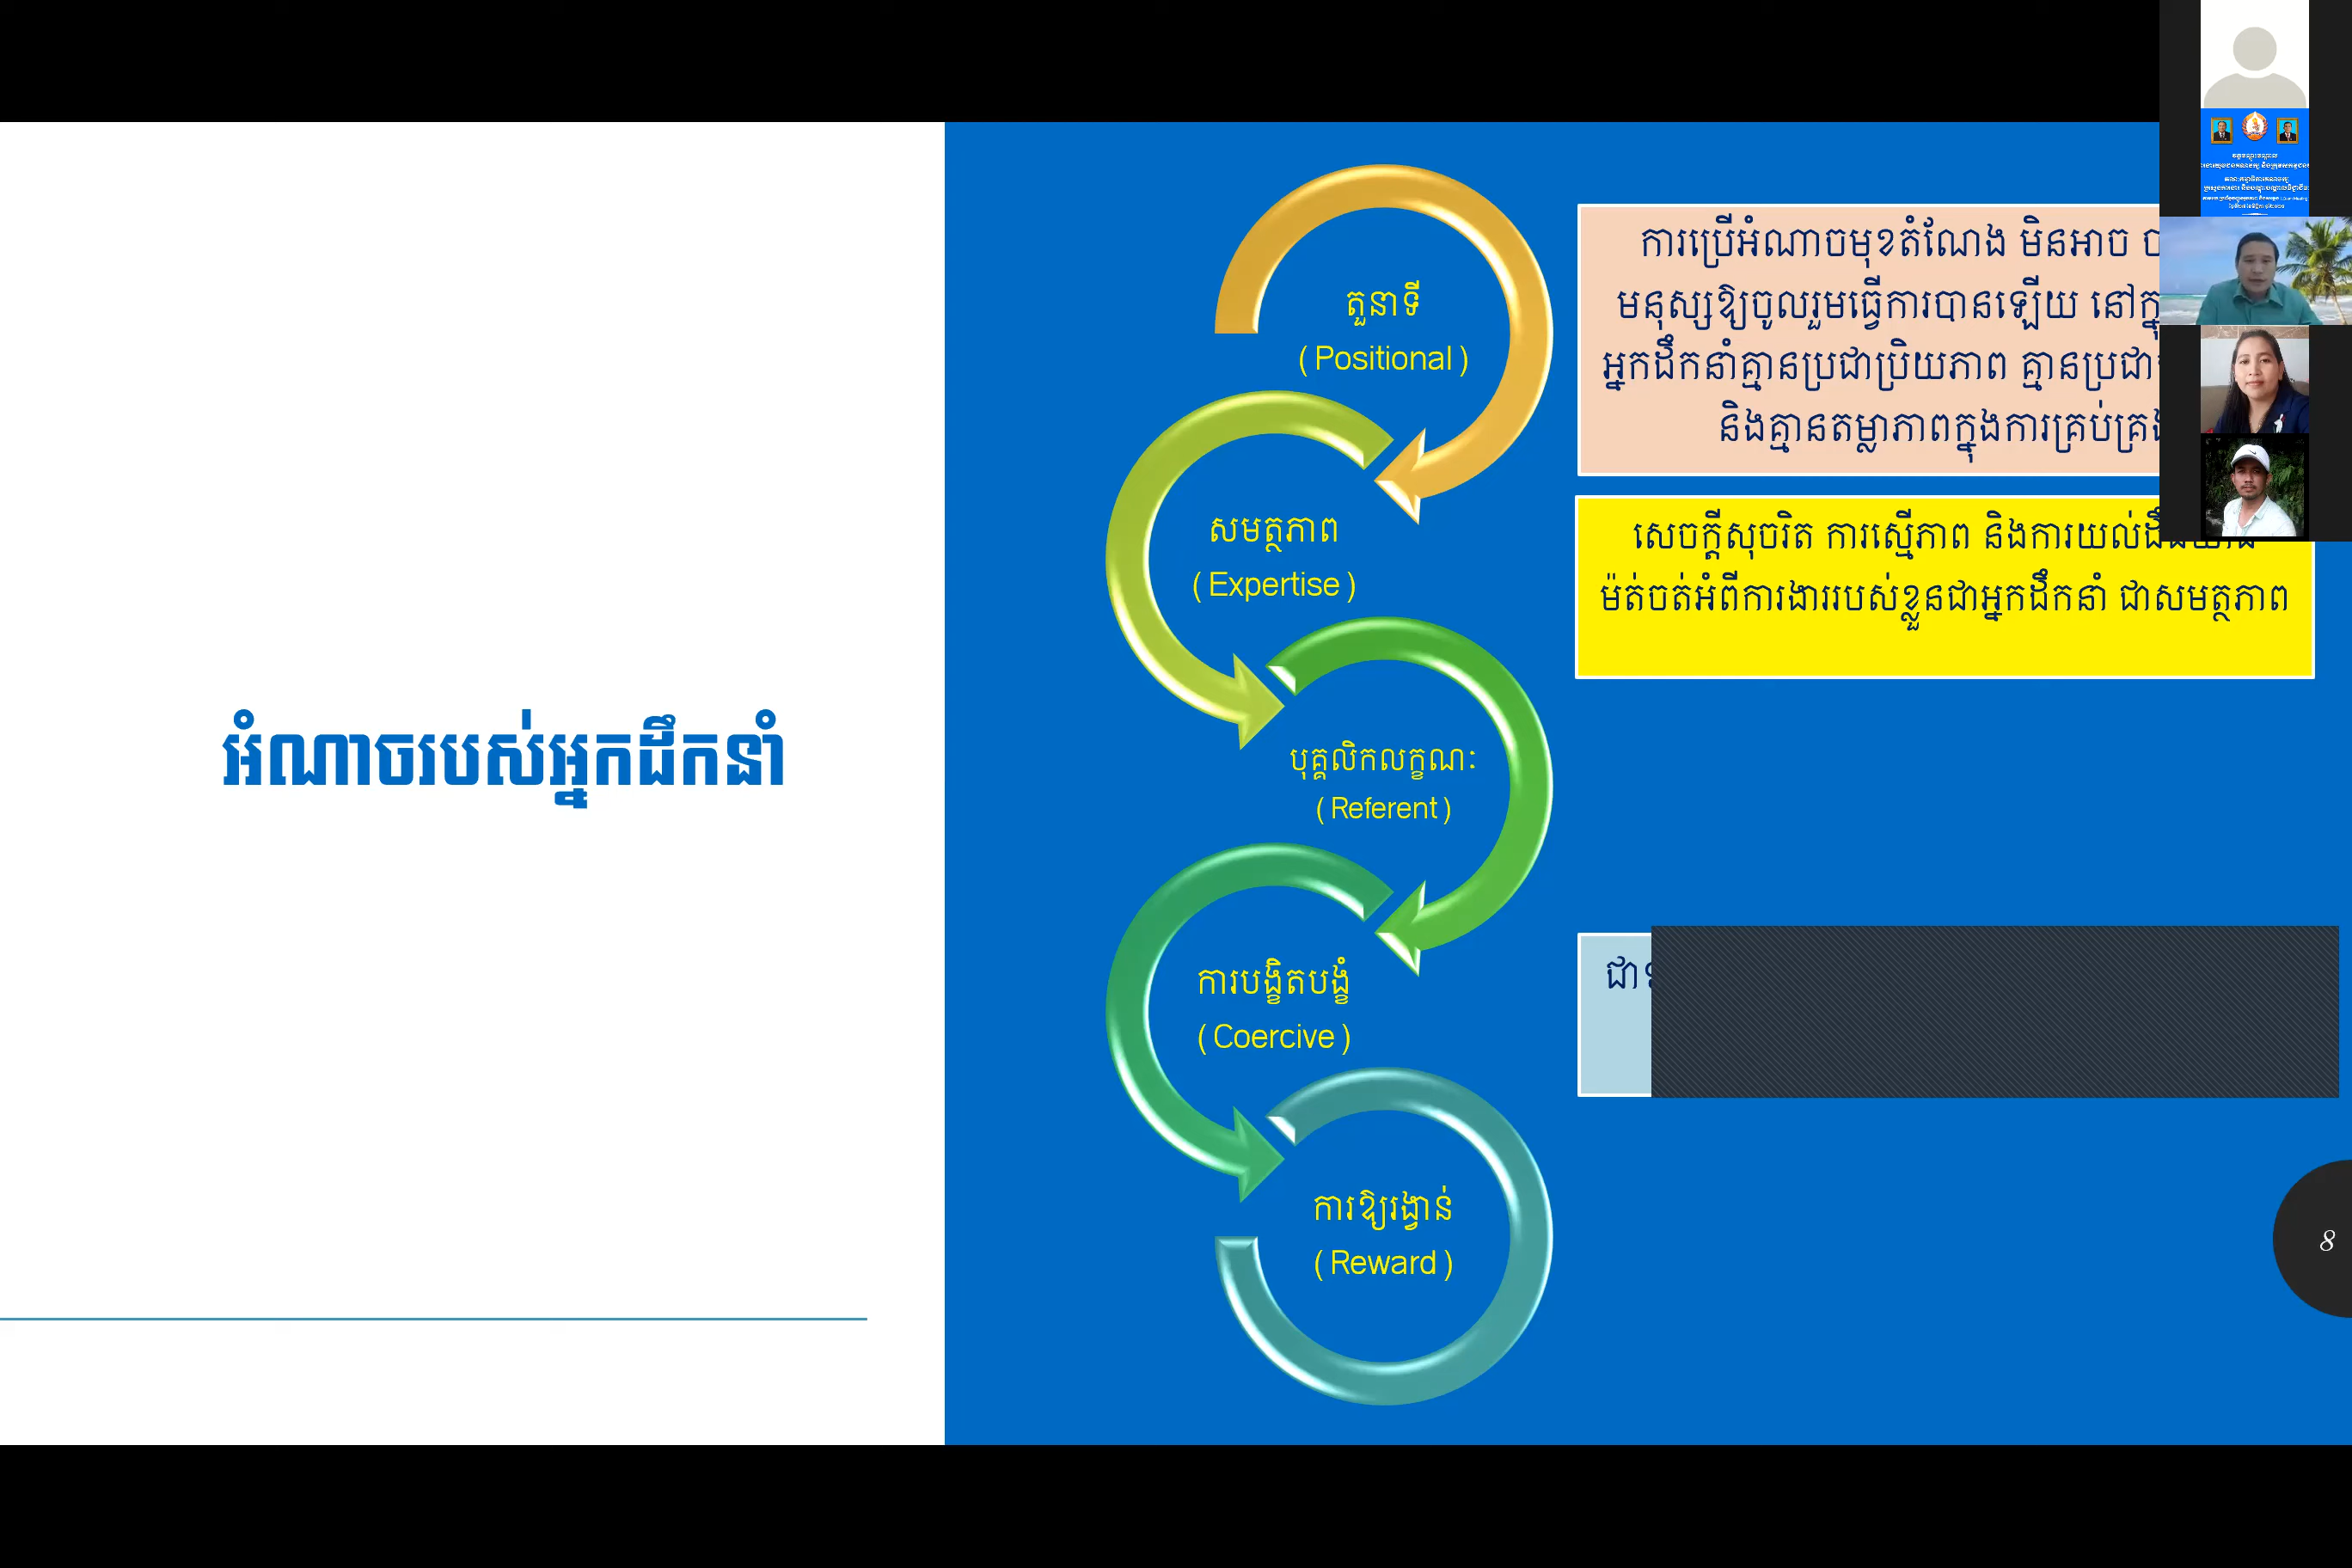 អំណាចរបស់អ្នកដឹកនាំ
តួនាទី
( Positional )
សមត្ថភាព
( Expertise )
បុគ្គលិកលក្ខណៈ
( Referent )
ការបង្ខិតបង្ខំ
( Coercive )
ការឱ្យរង្វាន់
( Reward )
ការប្រើអំណាចមុខតំណែង មិនអាច
មនុស្សឱ្យចូលរួមធ្វើការបានឡើយ នៅក្នុ
អ្នកដឹកនាំគ្មានប្រជាប្រិយភាព គ្មានប្រជា
និងគ្មានតម្លាភាពក្នុងការគ្រប់គ្រង
សេចក្តីសុចរិត ការស្មើភាព និងការយល់ដឹងយ៉ាង
ម៉ត់ចត់អំពីការងាររបស់ខ្លួនជាអ្នកដឹកនាំ ជាសមត្ថភាព
ជា
8